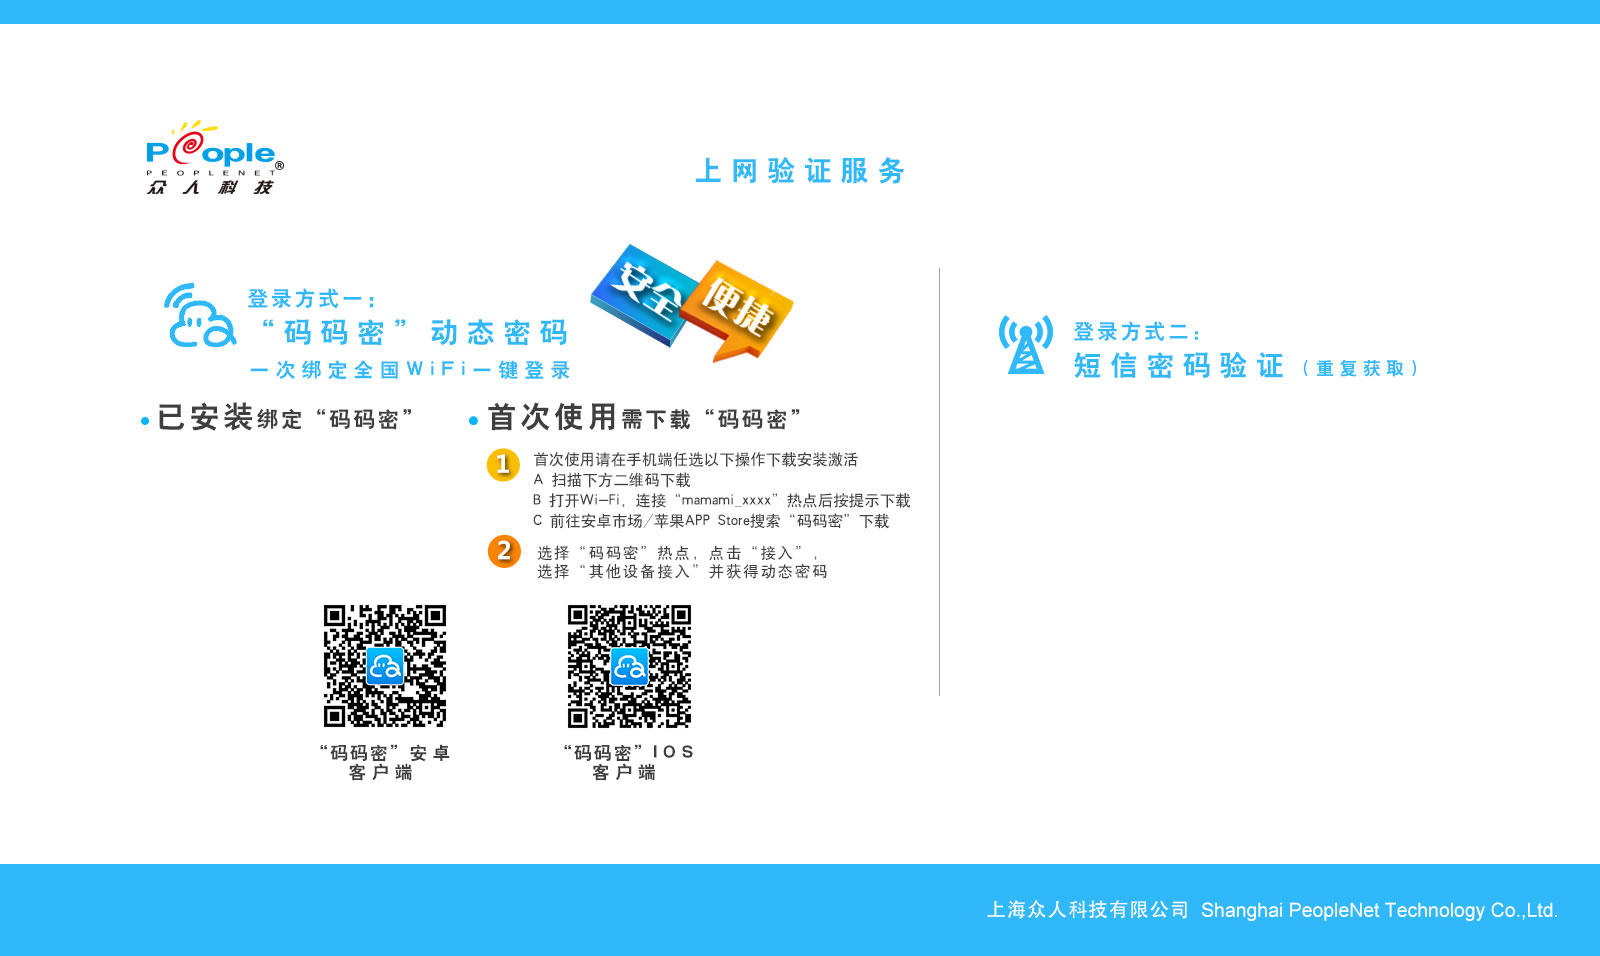 People®
PEOPLENET
众人科技
上网验证服务
安全 便捷
登录方式一：
“码码密”动态密码
一次绑定全国WiFi一键登录
已安装绑定“码码密”
首次使用需下载“码码密”
1 首次使用请在手机端任选以下操作下载安装激活
A 扫描下方二维码下载
B 打开Wi-Fi，连接“mamami_xxxx”热点后按提示下载
C 前往安卓市场/苹果APP Store搜索“码码密”下载
2 选择“码码密”热点，点击“接入”，
选择“其他设备接入”并获得动态密码
“码码密”安卓
客户端
“码码密”IOS
客户端
登录方式二：
短信密码验证（重复获取）
上海众人科技有限公司 Shanghai PeopleNet Technology Co.,Ltd.